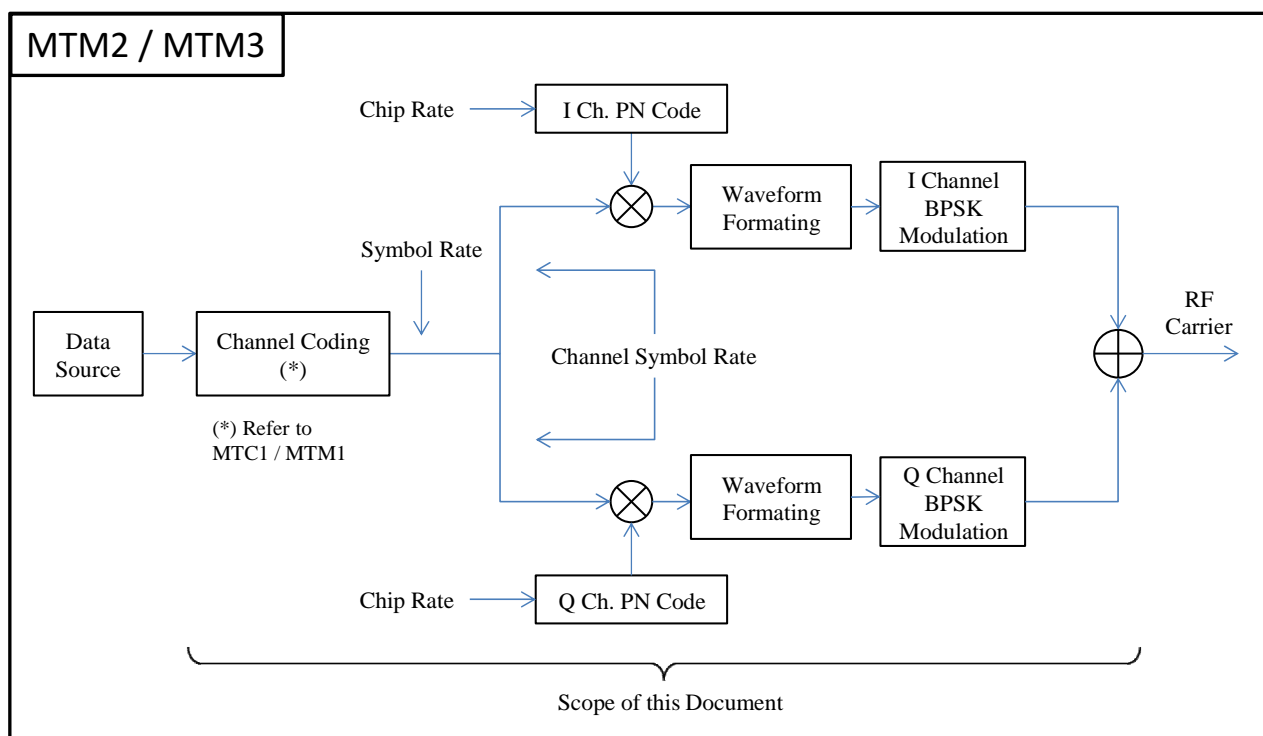 MTM2 / MTM3
Chip Rate
I Ch. PN Code
Waveform
Formating
I Channel
BPSK
Modulation
Symbol Rate
RF
Carrier
Data
Source
Channel Coding
(*)
Channel Symbol Rate
(*) Refer to
MTC1 / MTM1
Waveform
Formating
Q Channel
BPSK
Modulation
Chip Rate
Q Ch. PN Code
Scope of this Document